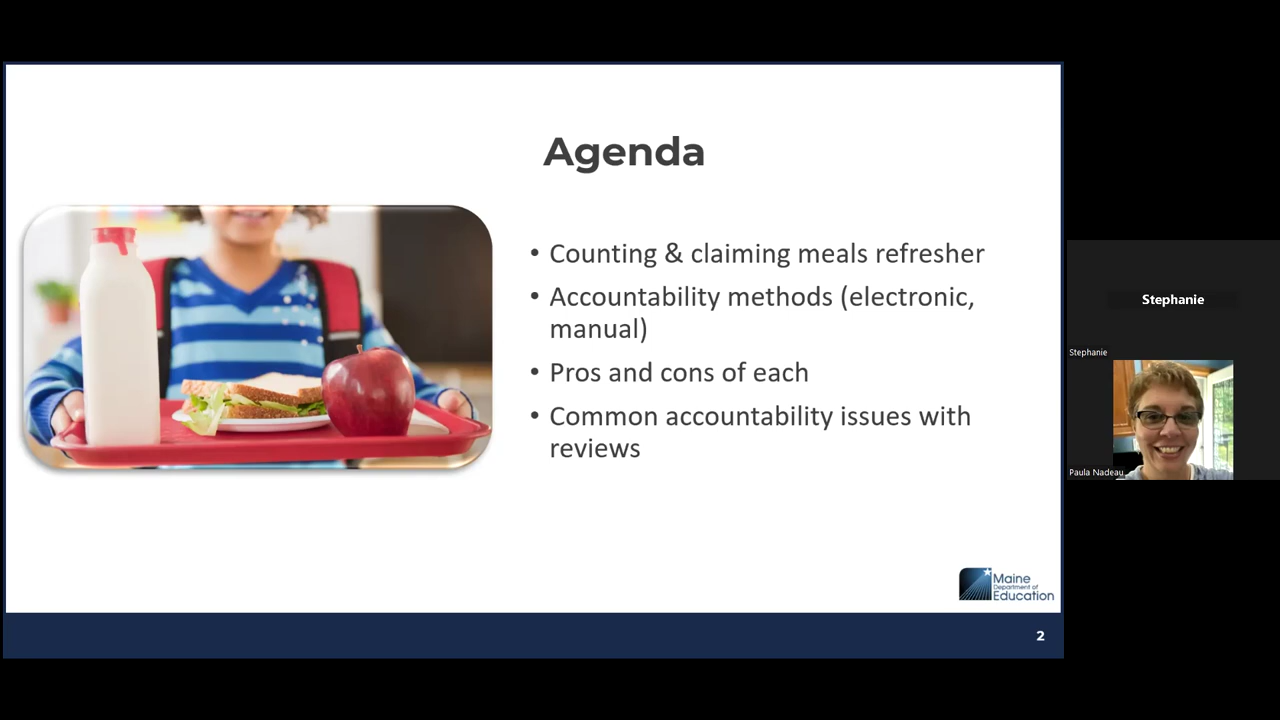 Agenda
• Counting & claiming meals refresher
• Accountability methods (electronic,
manual)
• Pros and cons of each
• Common accountability issues with
reviews
Maine
Department of
Education
2
Stephanie
Stephanie
Paula Nadeau